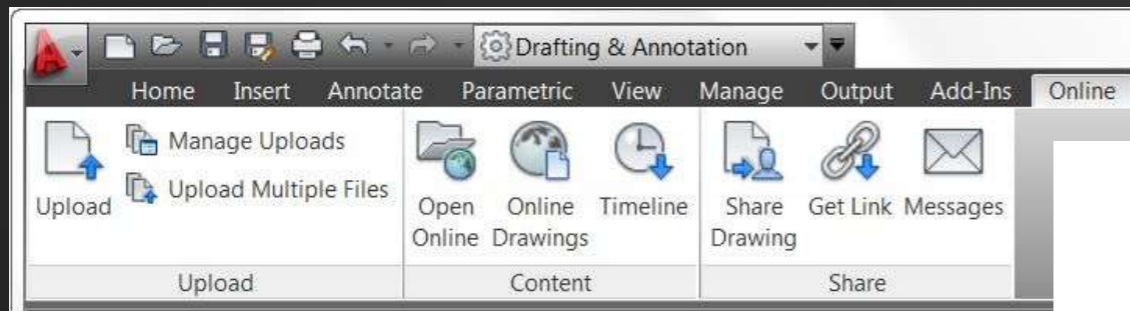 Drafting & Annotation
Home Insert Annotate Parametric View Manage Output Add-Ins Online
Upload
Manage Uploads
Upload Multiple Files
Open Online
Online Drawings
Timeline
Share Drawing
Get Link
Messages
Upload Content Share